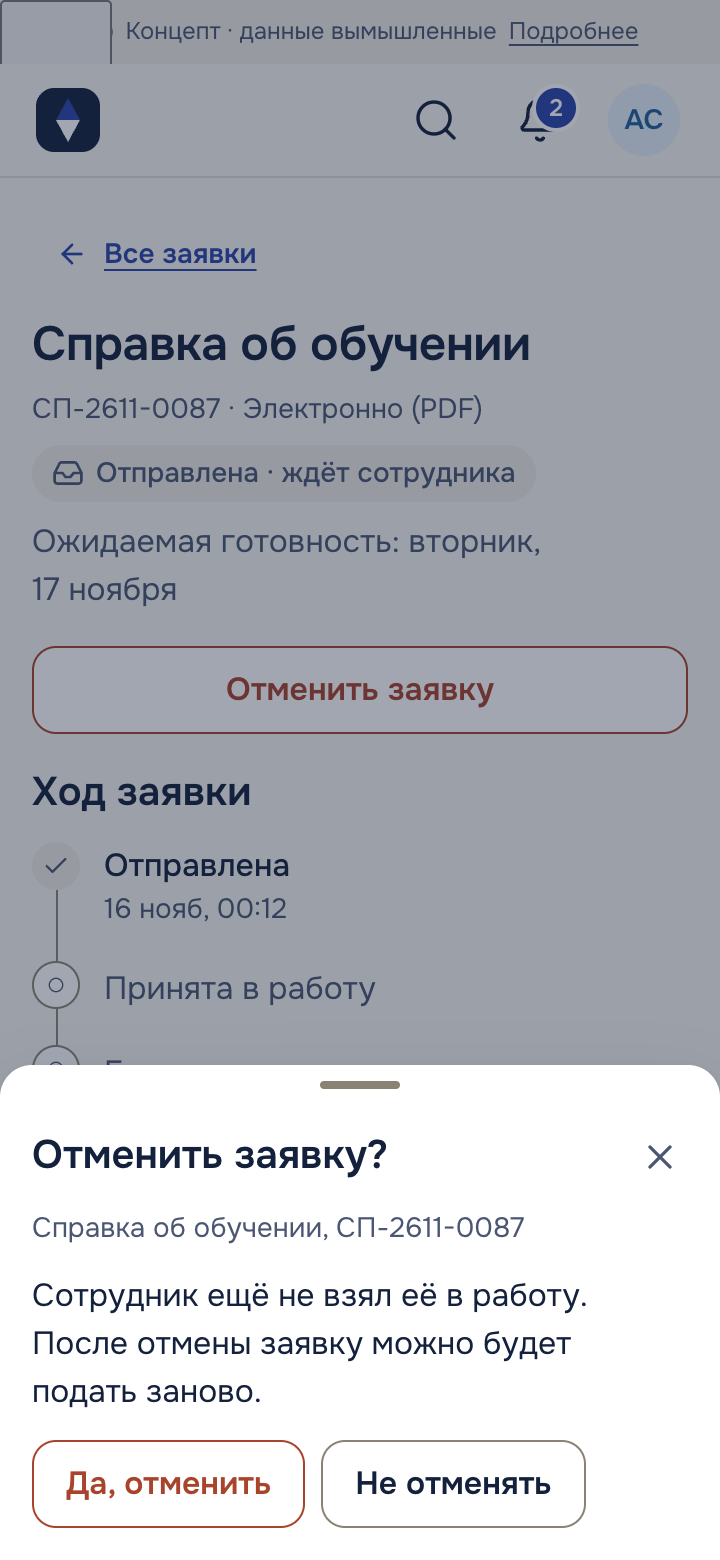 Концепт · данные вымышленные Подробнее
2
АС
Все заявки
Справка об обучении
СП-2611-0087 · Электронно (PDF)
Отправлена · ждёт сотрудника
Ожидаемая готовность: вторник,
17 ноября
Отменить заявку
Ход заявки
Отправлена
16 нояб, 00:12
Принята в работу
Отменить заявку?
Справка об обучении, СП-2611-0087
Сотрудник ещё не взял её в работу.
После отмены заявку можно будет
подать заново.
Да, отменить
Не отменять